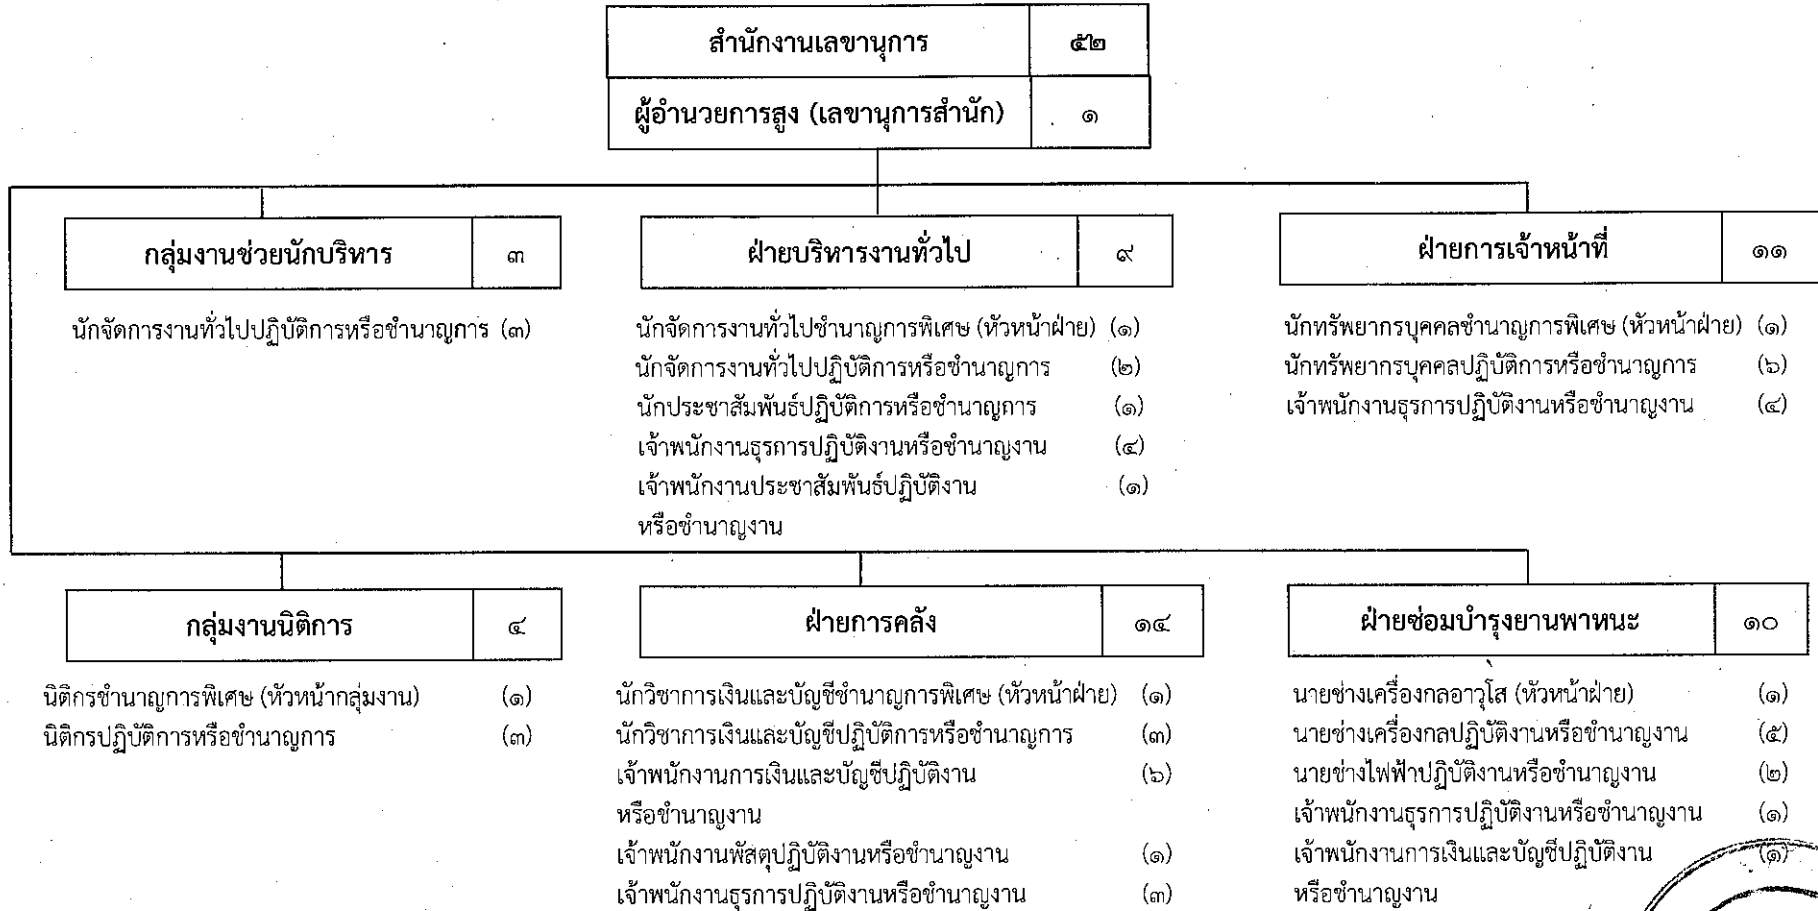 สำนักงานเลขานุการ ๕๒
ผู้อำนวยการสูง (เลขานุการสำนัก) ๑
กลุ่มงานช่วยนักบริหาร ๓
นักจัดการงานทั่วไปปฏิบัติการหรือชำนาญการ (๓)
ฝ่ายบริหารงานทั่วไป ๙
นักจัดการงานทั่วไปชำนาญการพิเศษ (หัวหน้าฝ่าย) (๑)
นักจัดการงานทั่วไปปฏิบัติการหรือชำนาญการ (๒)
นักประชาสัมพันธ์ปฏิบัติการหรือชำนาญการ (๑)
เจ้าพนักงานธุรการปฏิบัติงานหรือชำนาญงาน (๔)
เจ้าพนักงานประชาสัมพันธ์ปฏิบัติงาน (๑)
หรือชำนาญงาน
ฝ่ายการเจ้าหน้าที่ ๑๑
นักทรัพยากรบุคคลชำนาญการพิเศษ (หัวหน้าฝ่าย) (๑)
นักทรัพยากรบุคคลปฏิบัติการหรือชำนาญการ (๖)
เจ้าพนักงานธุรการปฏิบัติงานหรือชำนาญงาน (๔)
กลุ่มงานนิติการ ๔
นิติกรชำนาญการพิเศษ (หัวหน้ากลุ่มงาน) (๑)
นิติกรปฏิบัติการหรือชำนาญการ (๓)
ฝ่ายการคลัง ๑๔
นักวิชาการเงินและบัญชีชำนาญการพิเศษ (หัวหน้าฝ่าย) (๑)
นักวิชาการเงินและบัญชีปฏิบัติการหรือชำนาญการ (๓)
เจ้าพนักงานการเงินและบัญชีปฏิบัติงาน (๖)
หรือชำนาญงาน
เจ้าพนักงานพัสดุปฏิบัติงานหรือชำนาญงาน (๑)
เจ้าพนักงานธุรการปฏิบัติงานหรือชำนาญงาน (๓)
ฝ่ายซ่อมบำรุงยานพาหนะ ๑๐
นายช่างเครื่องกลอาวุโส (หัวหน้าฝ่าย) (๑)
นายช่างเครื่องกลปฏิบัติงานหรือชำนาญงาน (๕)
นายช่างไฟฟ้าปฏิบัติงานหรือชำนาญงาน (๒)
เจ้าพนักงานธุรการปฏิบัติงานหรือชำนาญงาน (๑)
เจ้าพนักงานการเงินและบัญชีปฏิบัติงาน (๑)
หรือชำนาญงาน